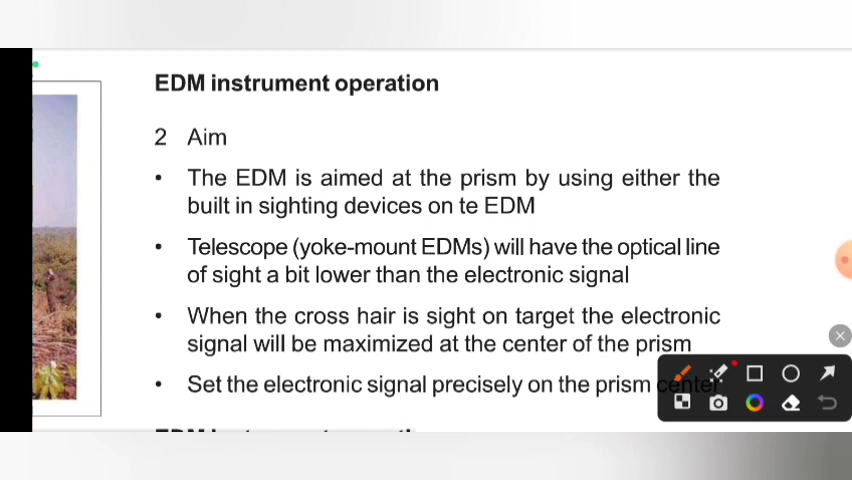 EDM instrument operation
2 Aim
• The EDM is aimed at the prism by using either the
built in sighting devices on te EDM
• Telescope (yoke-mount EDMs) will have the optical line
of sight a bit lower than the electronic signal
• When the cross hair is sight on target the electronic
signal will be maximized at the center of the prism
• Set the electronic signal precisely on the prism center